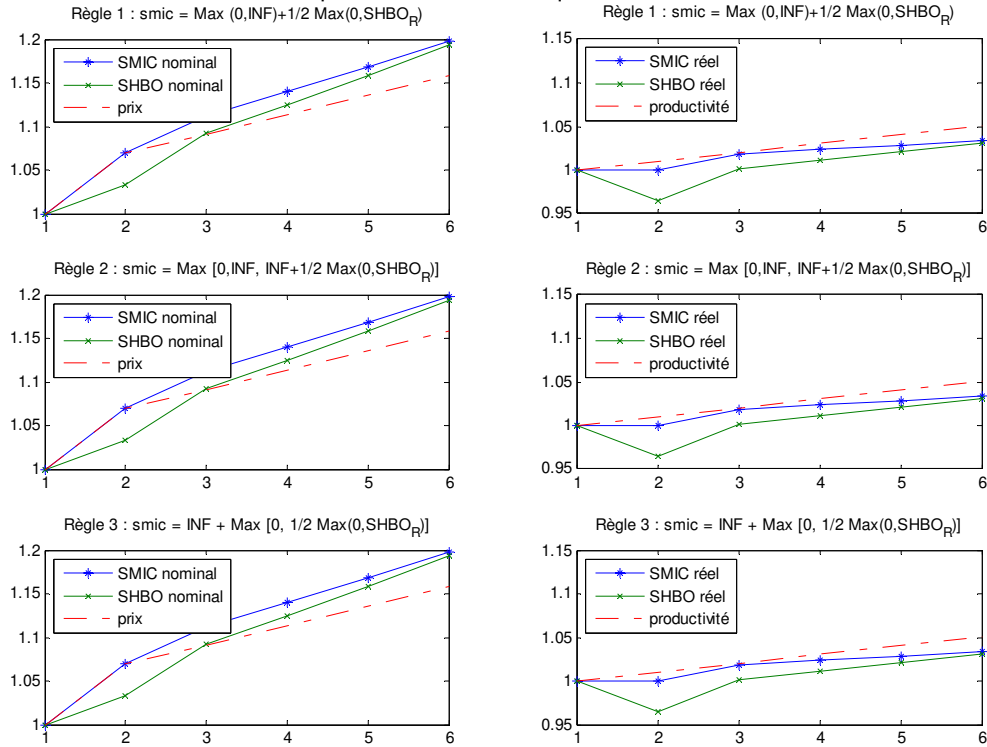 Règle 1 : smic = Max (0,INF)+1/2 Max(0,SHBO_R)
1.2
1.15
1.1
1.05
1
SMIC nominal
SHBO nominal
prix
1 2 3 4 5 6
Règle 1 : smic = Max (0,INF)+1/2 Max(0,SHBO_R)
1.15
1.1
1.05
1
0.95
SMIC réel
SHBO réel
productivité
1 2 3 4 5 6
Règle 2 : smic = Max [0,INF, INF+1/2 Max(0,SHBO_R)]
1.2
1.15
1.1
1.05
1
SMIC nominal
SHBO nominal
prix
1 2 3 4 5 6
Règle 2 : smic = Max [0,INF, INF+1/2 Max(0,SHBO_R)]
1.15
1.1
1.05
1
0.95
SMIC réel
SHBO réel
productivité
1 2 3 4 5 6
Règle 3 : smic = INF + Max [0, 1/2 Max(0,SHBO_R)]
1.2
1.15
1.1
1.05
1
SMIC nominal
SHBO nominal
prix
1 2 3 4 5 6
Règle 3 : smic = INF + Max [0, 1/2 Max(0,SHBO_R)]
1.15
1.1
1.05
1
0.95
SMIC réel
SHBO réel
productivité
1 2 3 4 5 6